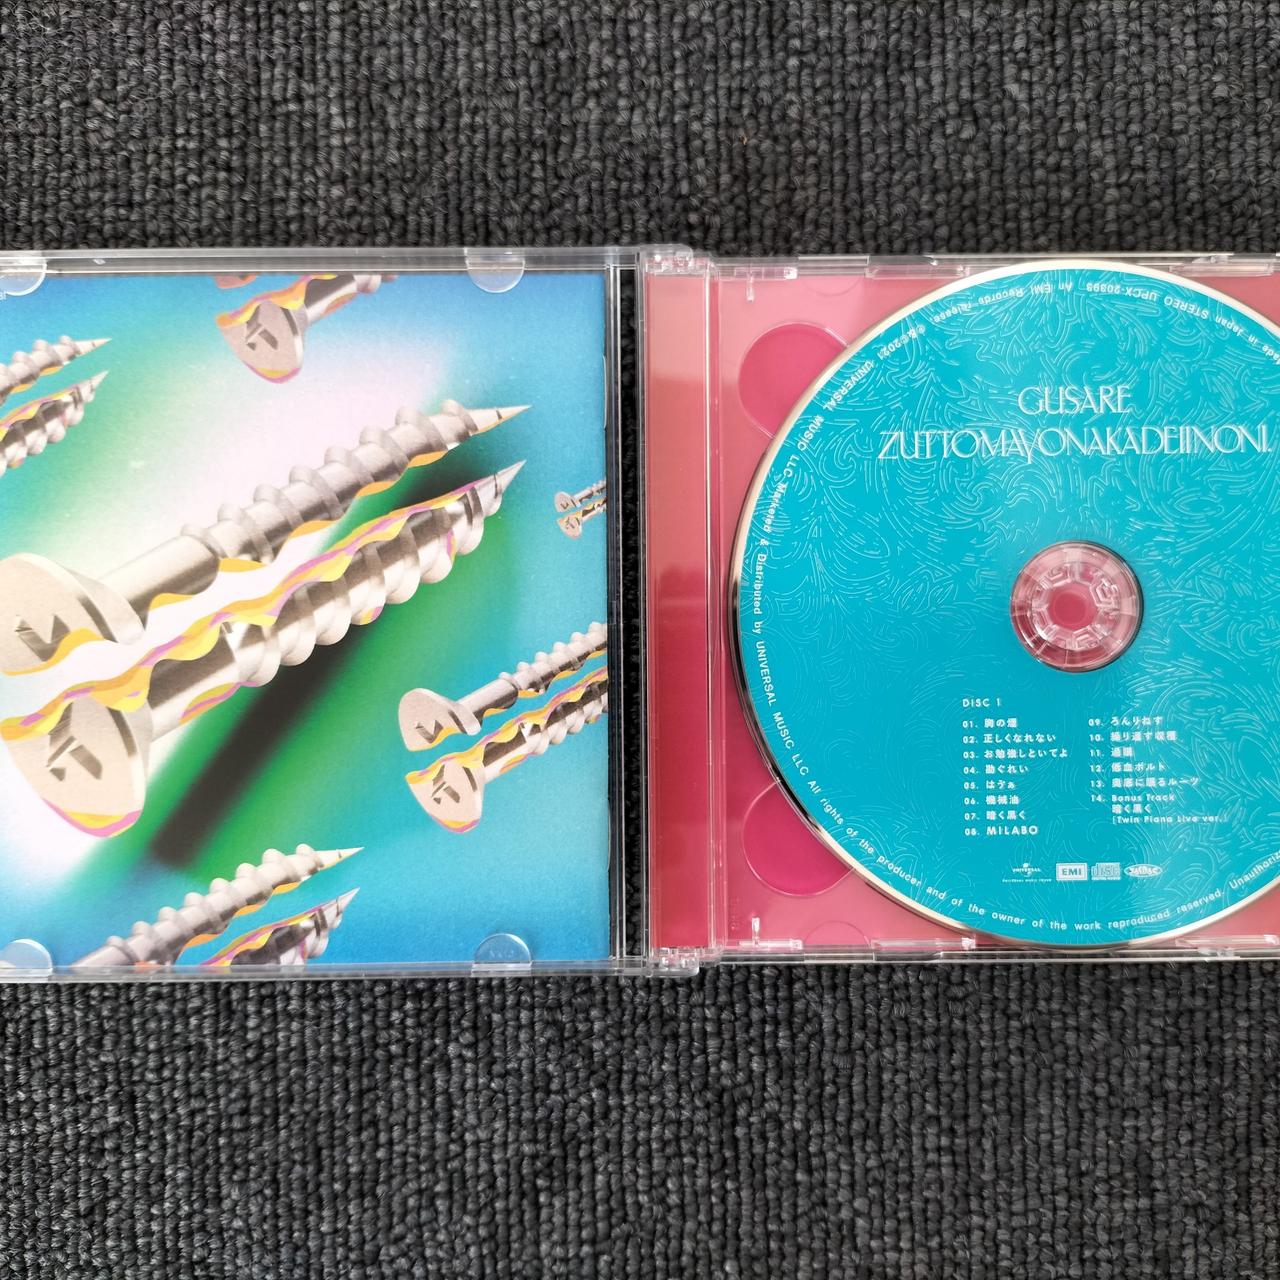 GUSARE
ZUTTOMAYONAKADEIINONI.
DISC 1
01. 胸の煙
02. 正しくなれない
03. お勉強しといてよ
04. 勘ぐれい
05. はゔぁ
06. 機械油
07. 暗く黒く
08. MILABO
09. ろんりねす
10. 繰り返す収穫
11. 過眠
12. 低血ボルト
13. 奥底に眠るルーツ
14. Bonus Track
暗く黒く
[Twin Piano Live ver.]
UNIVERSAL
EMI
DISC
JASRAC
ade in Japan STEREO UPCX-20895 An EMI Records release. ℗&©2021 UNIVERSAL MUSIC LLC Marketed & Distributed by UNIVERSAL MUSIC LLC All rights of the producer and of the owner of the work reproduced reserved. Unauthoriz